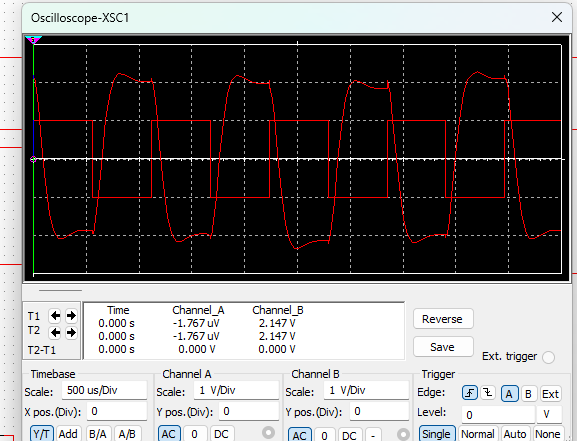 Oscilloscope-XSC1
Time Channel_A Channel_B
T1 0.000 s -1.767 uV 2.147 V
T2 0.000 s -1.767 uV 2.147 V
T2-T1 0.000 s 0.000 V 0.000 V
Reverse
Save
Ext. trigger
Timebase Channel A Channel B Trigger
Scale: 500 us/Div Scale: 1 V/Div Scale: 1 V/Div Edge: A B Ext
X pos.(Div): 0 Y pos.(Div): 0 Y pos.(Div): 0 Level: 0 V
Y/T Add B/A A/B AC 0 DC AC 0 DC - Single Normal Auto None